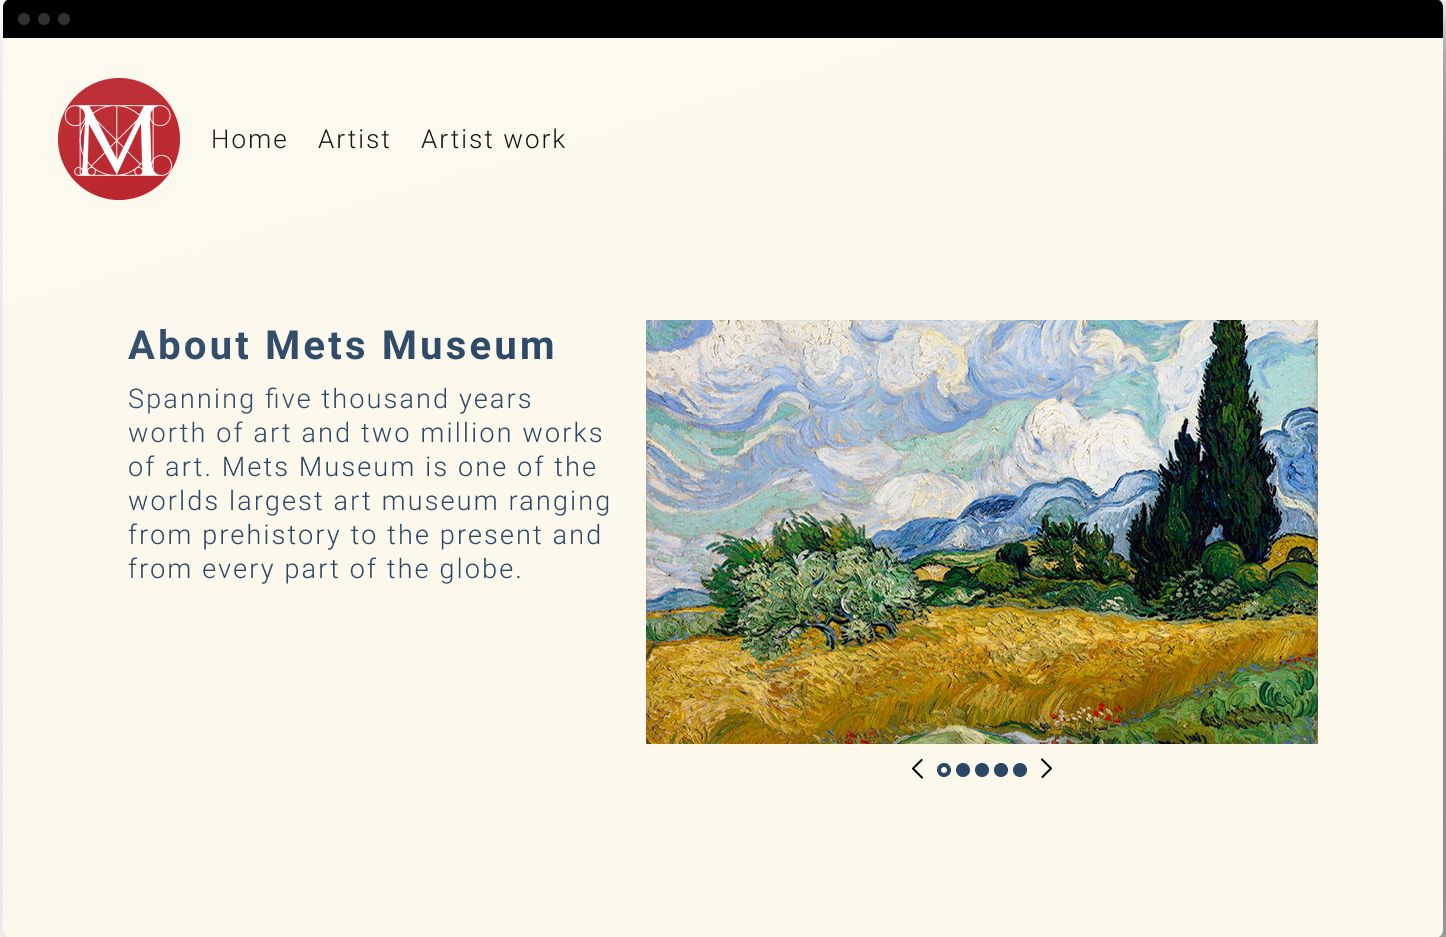 M
Home Artist Artist work
About Mets Museum
Spanning five thousand years
worth of art and two million works
of art. Mets Museum is one of the
worlds largest art museum ranging
from prehistory to the present and
from every part of the globe.